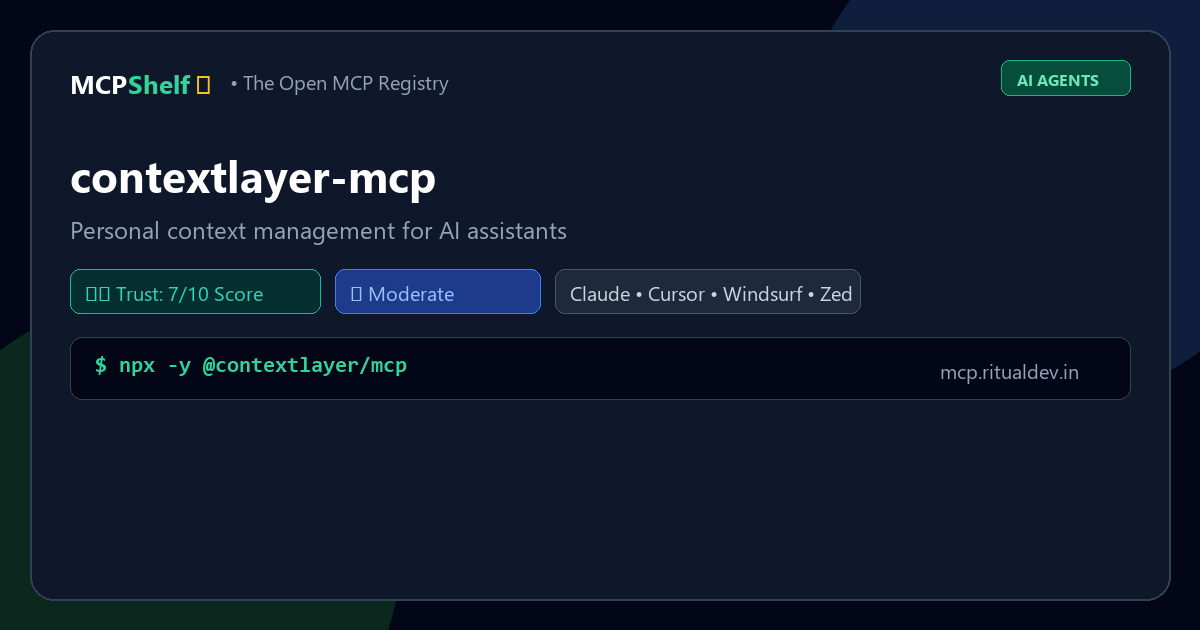 MCPShelf • The Open MCP Registry
AI AGENTS
contextlayer-mcp
Personal context management for AI assistants
Trust: 7/10 Score
Moderate
Claude • Cursor • Windsurf • Zed
$ npx -y @contextlayer/mcp
mcp.ritualdev.in